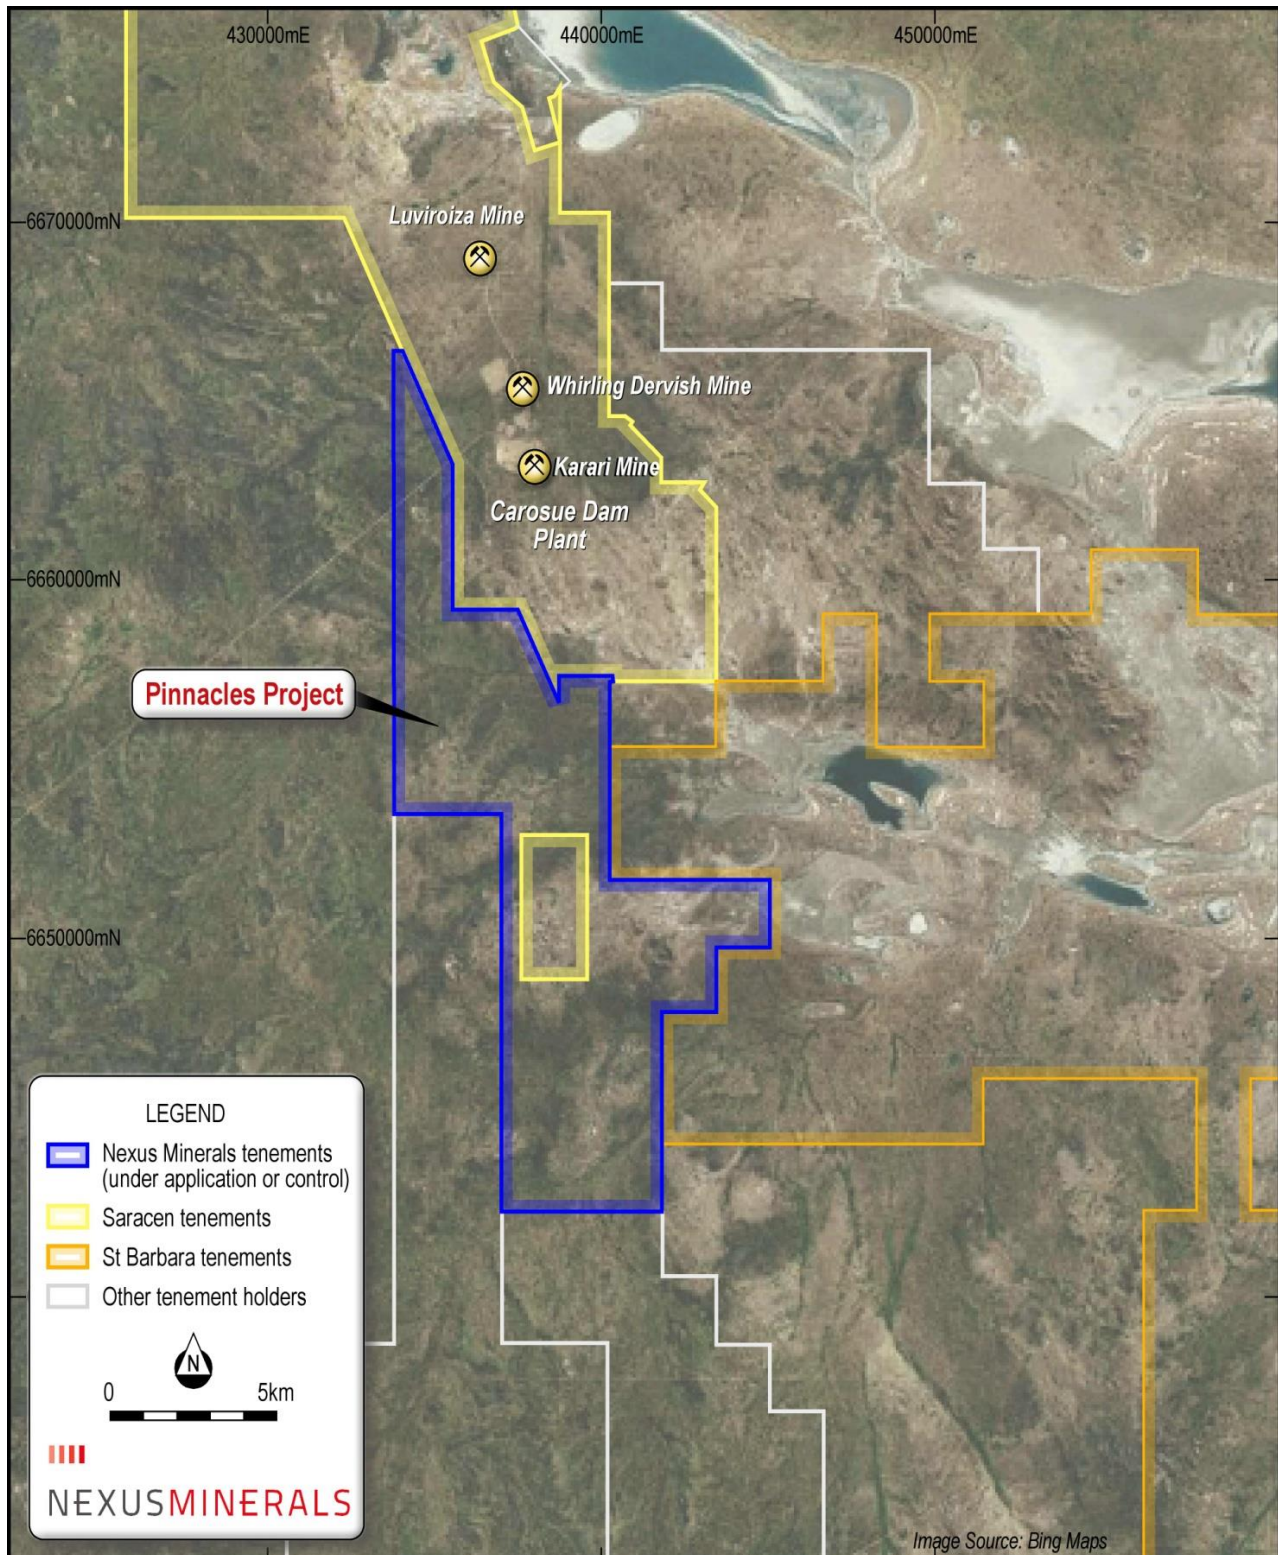 430000mE
440000mE
450000mE
6670000mN
Luviroiza Mine
Whirling Dervish Mine
Karari Mine
Carosue Dam
Plant
6660000mN
Pinnacles Project
6650000mN
LEGEND
Nexus Minerals tenements
(under application or control)
Saracen tenements
St Barbara tenements
Other tenement holders
N
0
5km
NEXUSMINERALS
Image Source: Bing Maps